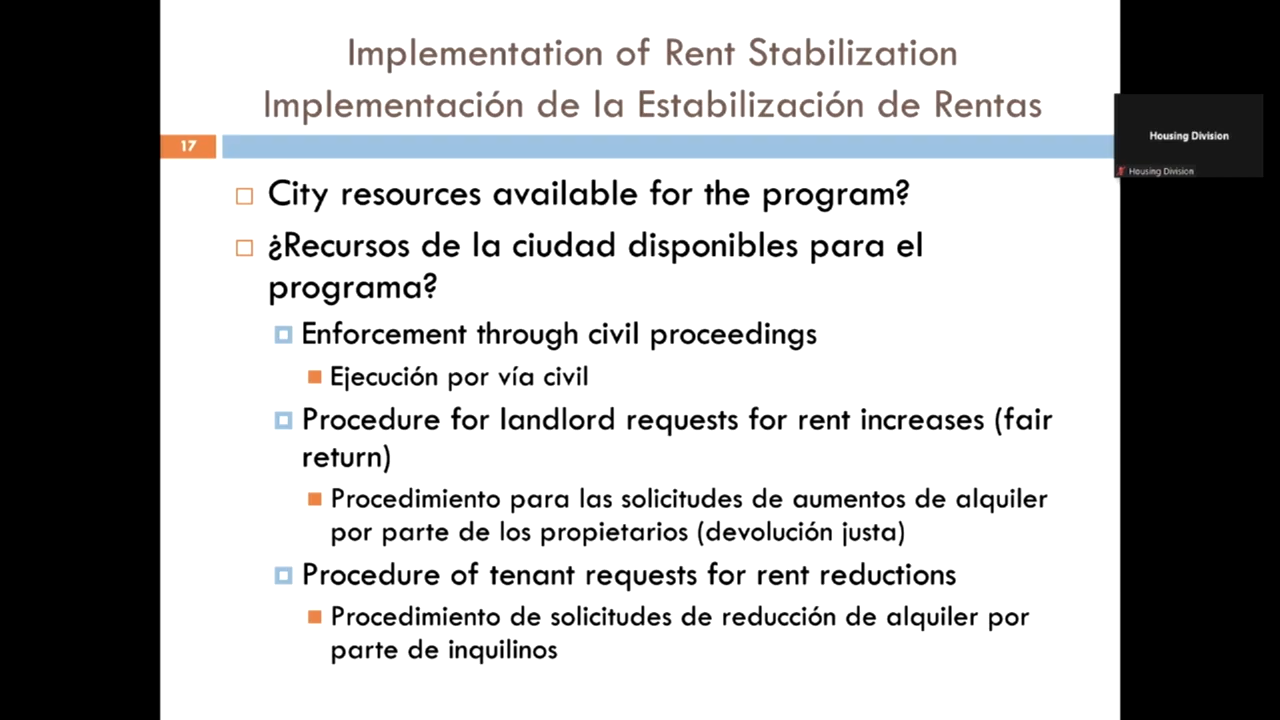 Implementation of Rent Stabilization
Implementación de la Estabilización de Rentas
17
City resources available for the program?
¿Recursos de la ciudad disponibles para el
programa?
Enforcement through civil proceedings
Ejecución por vía civil
Procedure for landlord requests for rent increases (fair
return)
Procedimiento para las solicitudes de aumentos de alquiler
por parte de los propietarios (devolución justa)
Procedure of tenant requests for rent reductions
Procedimiento de solicitudes de reducción de alquiler por
parte de inquilinos
Housing Division
Housing Division